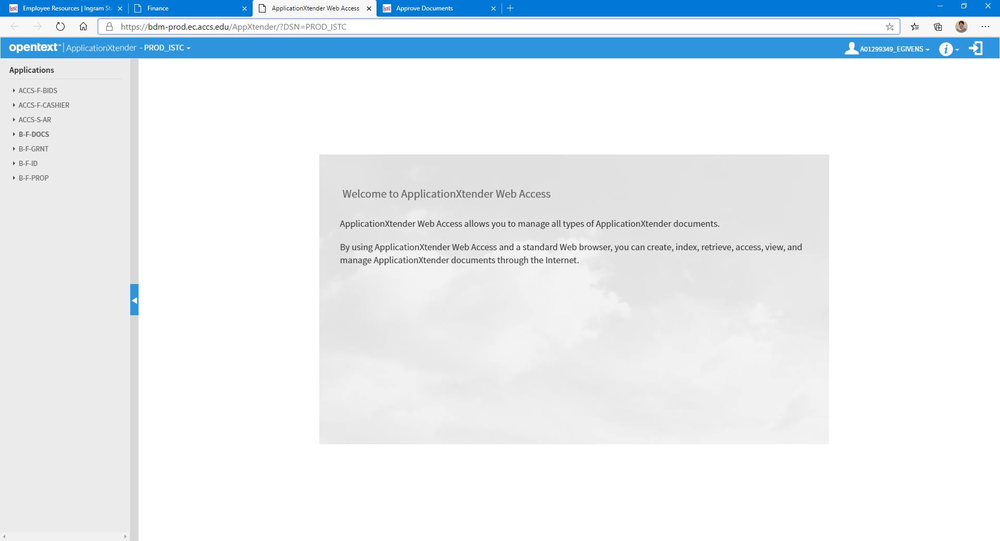 Employee Resources | Ingram Sta
Finance
ApplicationXtender Web Access
Approve Documents
https://bdm-prod.ec.accs.edu/AppXtender/?DSN=PROD_ISTC
opentext™ | ApplicationXtender - PROD_ISTC
A01299349_EGIVENS
i
Applications
ACCS-F-BIDS
ACCS-F-CASHIER
ACCS-S-AR
B-F-DOCS
B-F-GRNT
B-F-ID
B-F-PROP
Welcome to ApplicationXtender Web Access
ApplicationXtender Web Access allows you to manage all types of ApplicationXtender documents.
By using ApplicationXtender Web Access and a standard Web browser, you can create, index, retrieve, access, view, and
manage ApplicationXtender documents through the Internet.